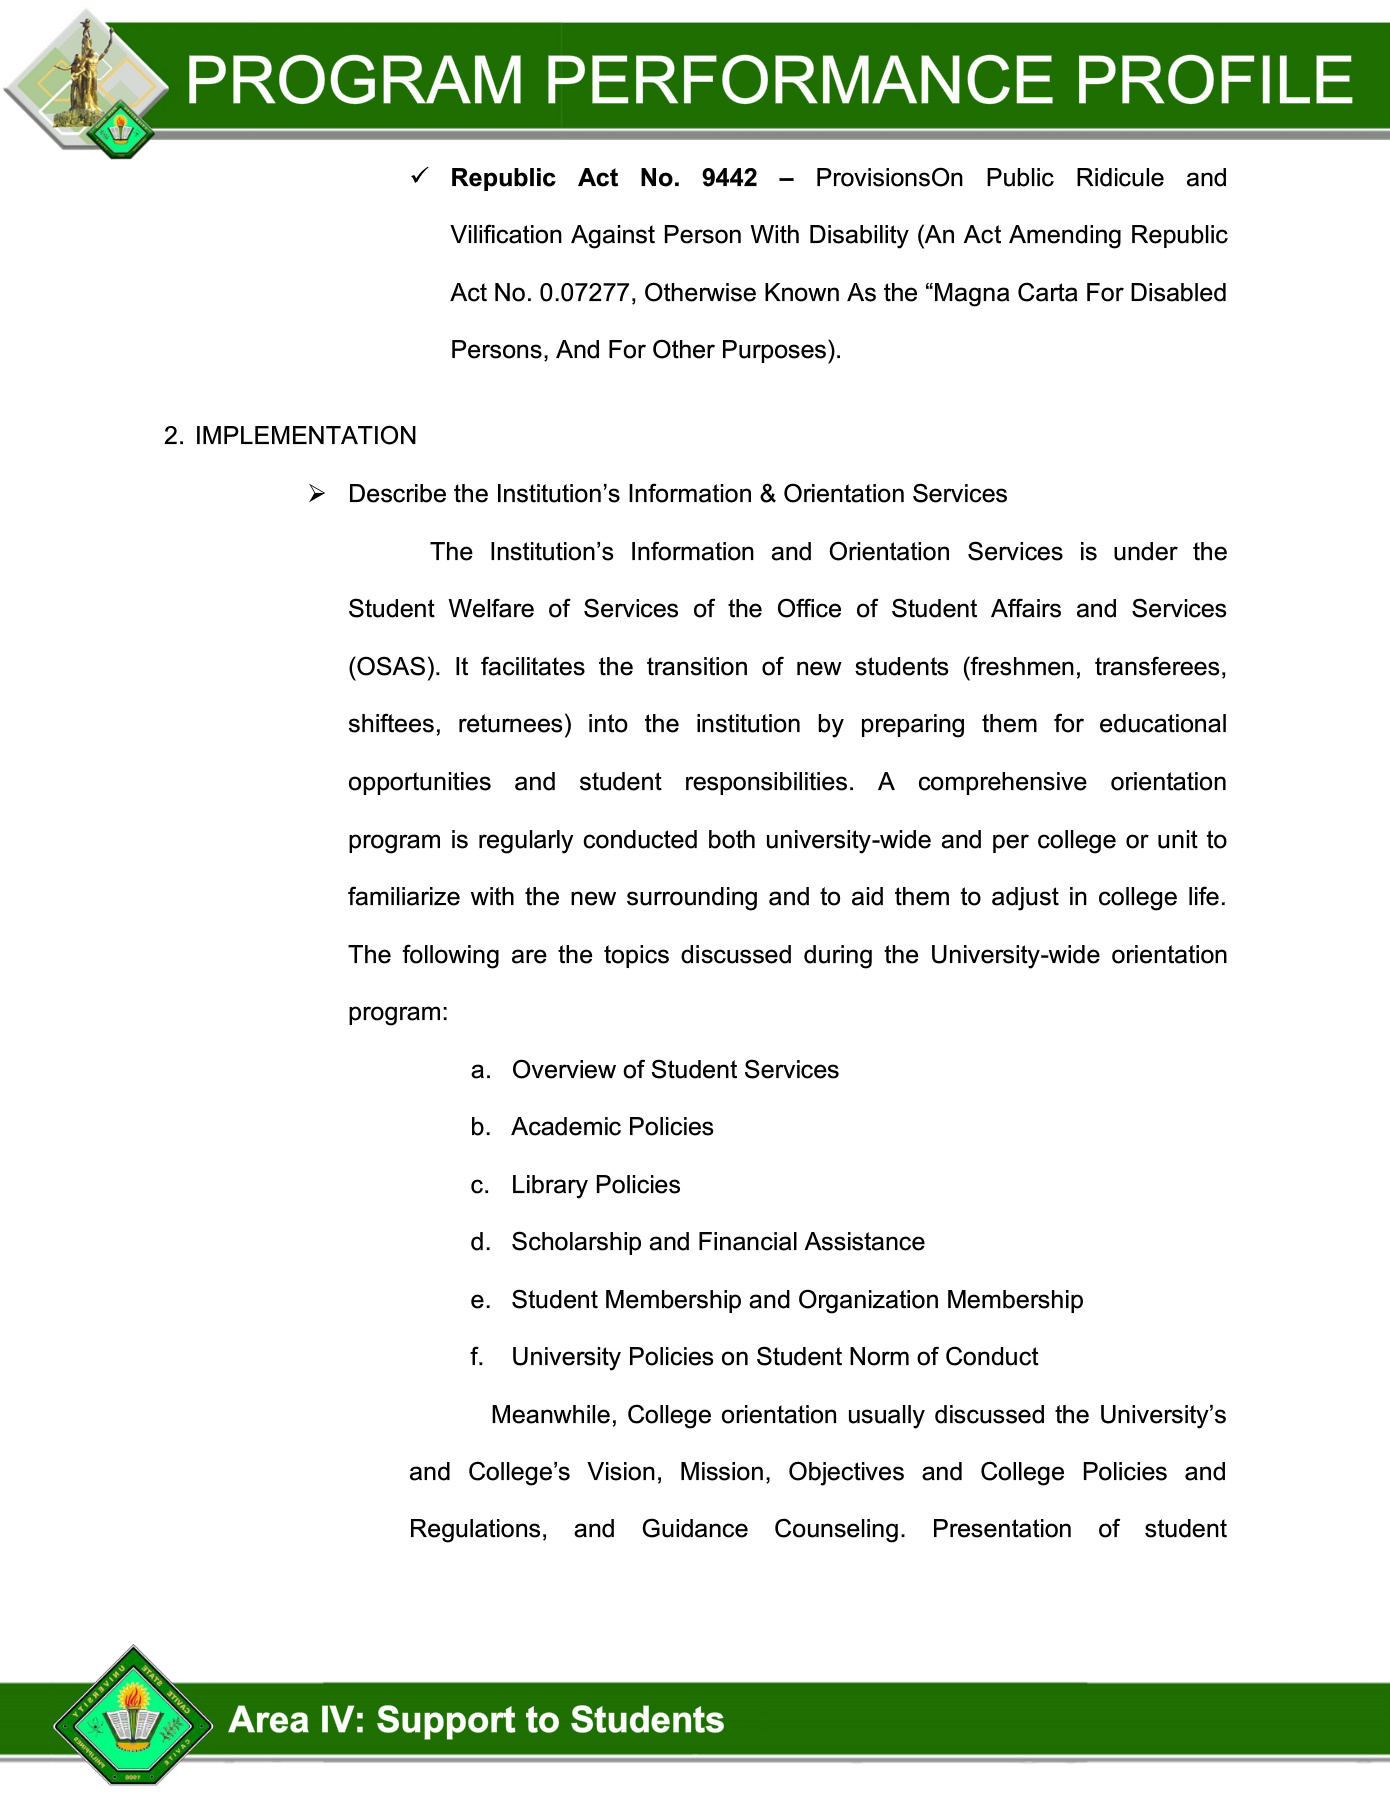 PROGRAM PERFORMANCE PROFILE
✓ Republic Act No. 9442 – ProvisionsOn Public Ridicule and
Vilification Against Person With Disability (An Act Amending Republic
Act No. 0.07277, Otherwise Known As the “Magna Carta For Disabled
Persons, And For Other Purposes).
2. IMPLEMENTATION
➢ Describe the Institution’s Information & Orientation Services
The Institution’s Information and Orientation Services is under the
Student Welfare of Services of the Office of Student Affairs and Services
(OSAS). It facilitates the transition of new students (freshmen, transferees,
shiftees, returnees) into the institution by preparing them for educational
opportunities and student responsibilities. A comprehensive orientation
program is regularly conducted both university-wide and per college or unit to
familiarize with the new surrounding and to aid them to adjust in college life.
The following are the topics discussed during the University-wide orientation
program:
a. Overview of Student Services
b. Academic Policies
c. Library Policies
d. Scholarship and Financial Assistance
e. Student Membership and Organization Membership
f. University Policies on Student Norm of Conduct
Meanwhile, College orientation usually discussed the University’s
and College’s Vision, Mission, Objectives and College Policies and
Regulations, and Guidance Counseling. Presentation of student
CAVITE STATE UNIVERSITY
CAVITE
PHILIPPINES
Area IV: Support to Students